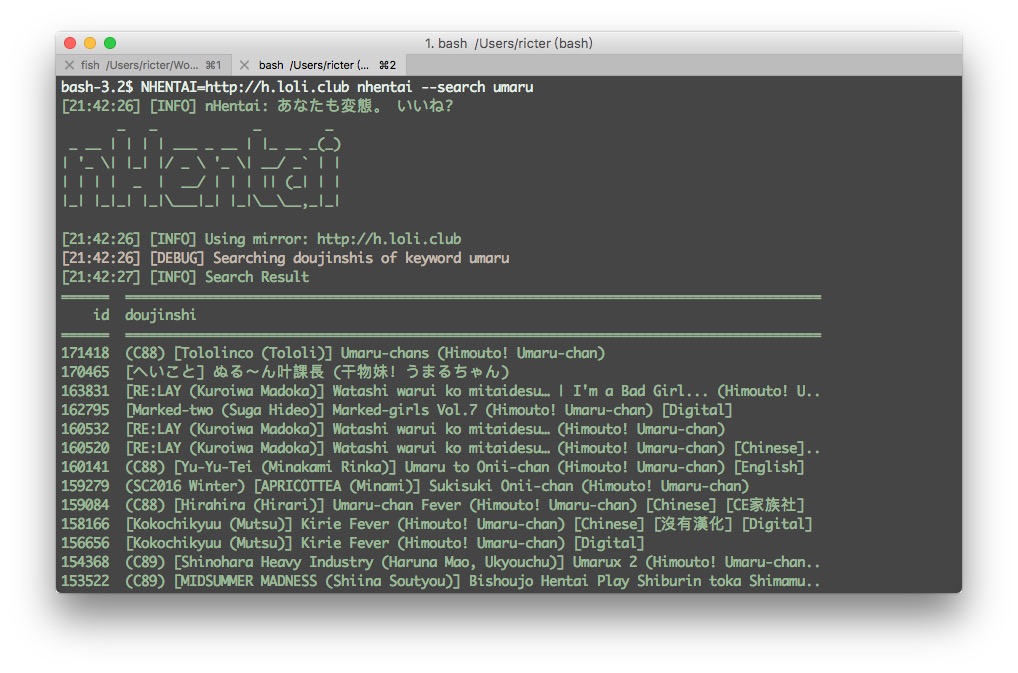 1. bash  /Users/ricter (bash)
fish  /Users/ricter/Wo...  ⌘1
bash  /Users/ricter (...  ⌘2
bash-3.2$ NHENTAI=http://h.loli.club nhentai --search umaru
[21:42:26] [INFO] nHentai: あなたも変態。 いいね?
nHentai
[21:42:26] [INFO] Using mirror: http://h.loli.club
[21:42:26] [DEBUG] Searching doujinshis of keyword umaru
[21:42:27] [INFO] Search Result
id  doujinshi
171418  (C88) [Tololinco (Tololi)] Umaru-chans (Himouto! Umaru-chan)
170465  [へいこと] ぬる～ん叶課長 (干物妹! うまるちゃん)
163831  [RE:LAY (Kuroiwa Madoka)] Watashi warui ko mitaidesu… | I'm a Bad Girl... (Himouto! U..
162795  [Marked-two (Suga Hideo)] Marked-girls Vol.7 (Himouto! Umaru-chan) [Digital]
160532  [RE:LAY (Kuroiwa Madoka)] Watashi warui ko mitaidesu… (Himouto! Umaru-chan)
160520  [RE:LAY (Kuroiwa Madoka)] Watashi warui ko mitaidesu… (Himouto! Umaru-chan) [Chinese]..
160141  (C88) [Yu-Yu-Tei (Minakami Rinka)] Umaru to Onii-chan (Himouto! Umaru-chan) [English]
159279  (SC2016 Winter) [APRICOTTEA (Minami)] Sukisuki Onii-chan (Himouto! Umaru-chan)
159084  (C88) [Hirahira (Hirari)] Umaru-chan Fever (Himouto! Umaru-chan) [Chinese] [CE家族社]
158166  [Kokochikyuu (Mutsu)] Kirie Fever (Himouto! Umaru-chan) [Chinese] [沒有漢化] [Digital]
156656  [Kokochikyuu (Mutsu)] Kirie Fever (Himouto! Umaru-chan) [Digital]
154368  (C89) [Shinohara Heavy Industry (Haruna Mao, Ukyouchu)] Umarux 2 (Himouto! Umaru-chan..
153522  (C89) [MIDSUMMER MADNESS (Shiina Soutyou)] Bishoujo Hentai Play Shiburin toka Shimamu..